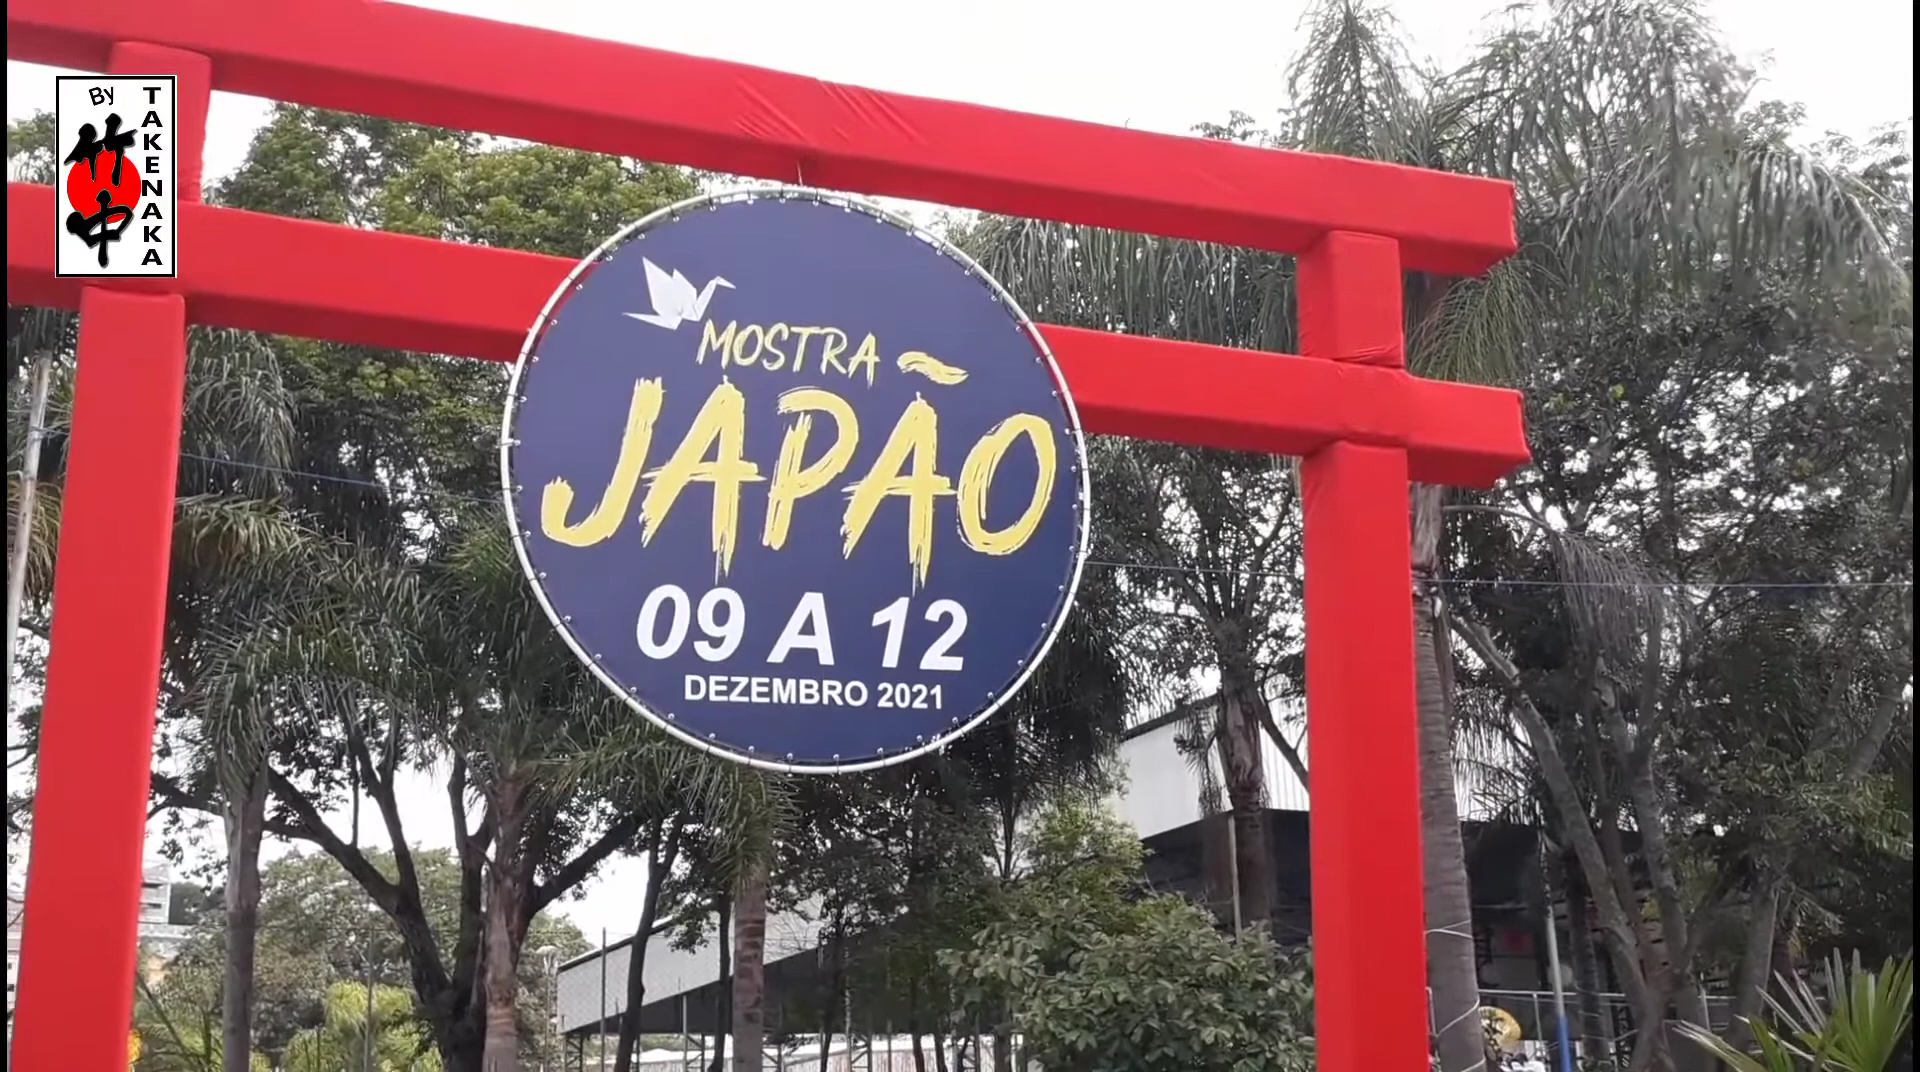 By
竹中
TAKENAKA
MOSTRA
JAPÃO
09 A 12
DEZEMBRO 2021